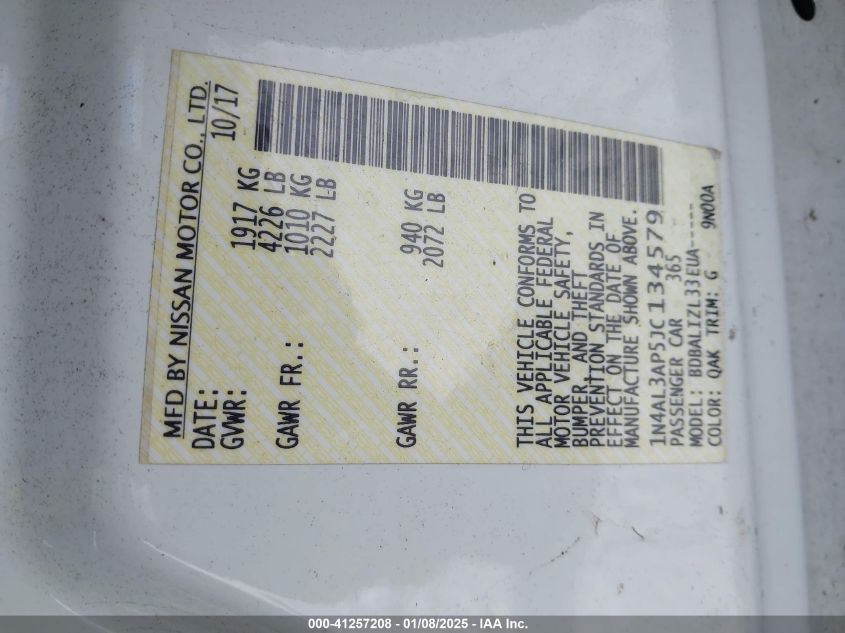 MFD BY NISSAN MOTOR CO., LTD.
DATE: 10/17
GVWR: 1917 KG
4226 LB
GAWR FR.: 1010 KG
2227 LB
GAWR RR.: 940 KG
2072 LB
THIS VEHICLE CONFORMS TO
ALL APPLICABLE FEDERAL
MOTOR VEHICLE SAFETY,
BUMPER, AND THEFT
PREVENTION STANDARDS IN
EFFECT ON THE DATE OF
MANUFACTURE SHOWN ABOVE.
1N4AL3AP5JC134579
PASSENGER CAR 365
MODEL: BDBALIZL33EUA-----
COLOR: QAK TRIM: G 9N00A
000-41257208 - 01/08/2025 - IAA Inc.